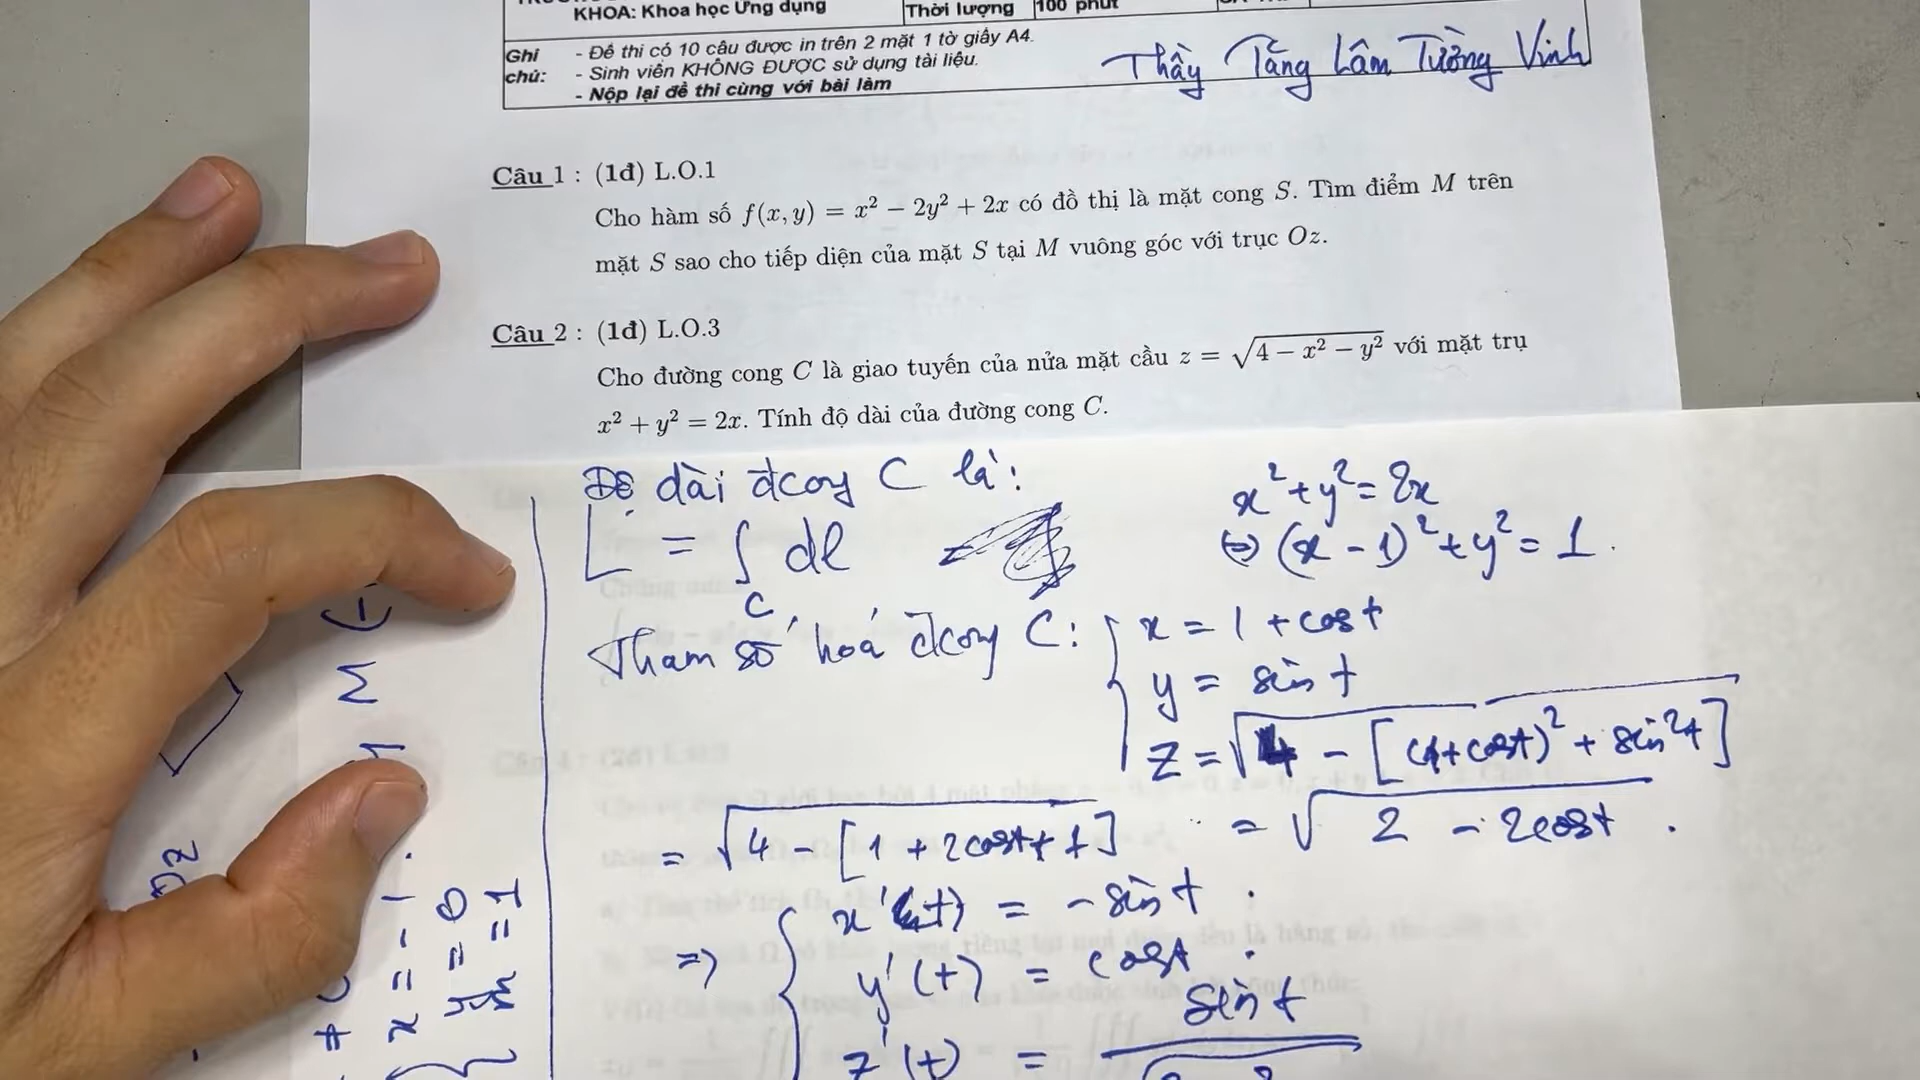 KHOA: Khoa học Ứng dụng
Thời lượng
100 phút
Ghi chú:
- Đề thi có 10 câu được in trên 2 mặt 1 tờ giấy A4.
- Sinh viên KHÔNG ĐƯỢC sử dụng tài liệu.
- Nộp lại đề thi cùng với bài làm
Thầy Tăng Lâm Tường Vinh
Câu 1 : (1đ) L.O.1
Cho hàm số f(x, y) = x² − 2y² + 2x có đồ thị là mặt cong S. Tìm điểm M trên
mặt S sao cho tiếp diện của mặt S tại M vuông góc với trục Oz.
Câu 2 : (1đ) L.O.3
Cho đường cong C là giao tuyến của nửa mặt cầu z = √(4 − x² − y²) với mặt trụ
x² + y² = 2x. Tính độ dài của đường cong C.
Độ dài đcong C là:
L = ∫_C dl
x² + y² = 2x
⇔ (x − 1)² + y² = 1.
Tham số hoá đcong C:
x = 1 + cost
y = sin t
z = √(4 − [(1+cost)² + sin²t])
= √(4 − [1 + 2cost + 1])
= √(2 − 2cost).
⇒ x'(t) = −sin t.
y'(t) = cost.
z'(t) = sin t
x = −1.
y = 0